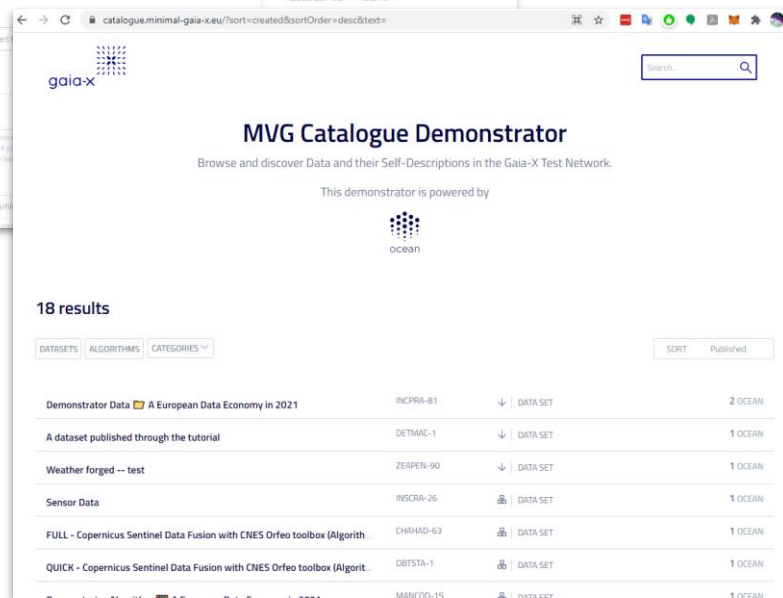 catalogue.minimal-gaia-x.eu/?sort=created&sortOrder=desc&text=
gaia-x
Search...
MVG Catalogue Demonstrator
Browse and discover Data and their Self-Descriptions in the Gaia-X Test Network.
This demonstrator is powered by
ocean
18 results
DATASETS ALGORITHMS CATEGORIES SORT Published
Demonstrator Data 📁 A European Data Economy in 2021 INCPRA-81 DATA SET 2 OCEAN
A dataset published through the tutorial DETMAC-1 DATA SET 1 OCEAN
Weather forged -- test ZEAPEN-90 DATA SET 1 OCEAN
Sensor Data INSCRA-26 DATA SET 1 OCEAN
FULL - Copernicus Sentinel Data Fusion with CNES Orfeo toolbox (Algorith... CHAHAD-63 DATA SET 1 OCEAN
QUICK - Copernicus Sentinel Data Fusion with CNES Orfeo toolbox (Algorit... OBTSTA-1 DATA SET 1 OCEAN
MANCOD-15 DATA SET 1 OCEAN